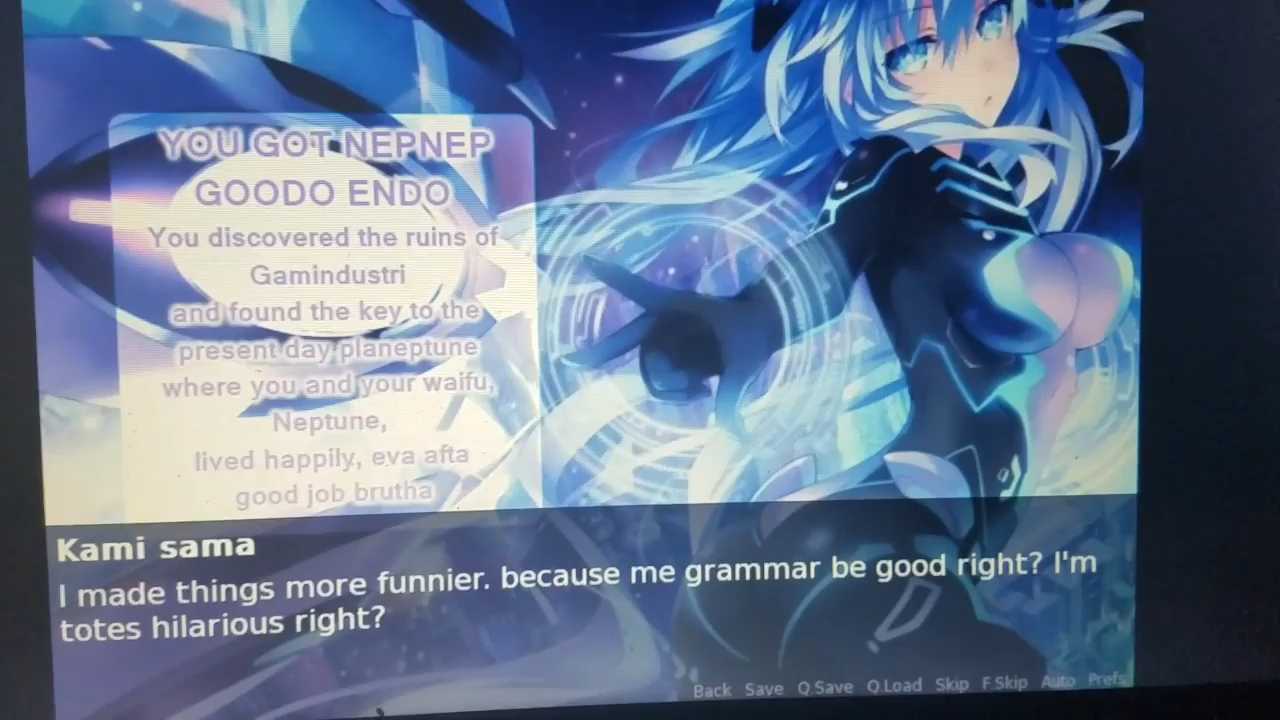 YOU GOT NEPNEP
GOODO ENDO
You discovered the ruins of
Gamindustri
and found the key to the
present day planeptune
where you and your waifu,
Neptune,
lived happily, eva afta
good job brutha
Kami sama
I made things more funnier. because me grammar be good right? I'm
totes hilarious right?
Back Save Q.Save Q.Load Skip F.Skip Auto Prefs